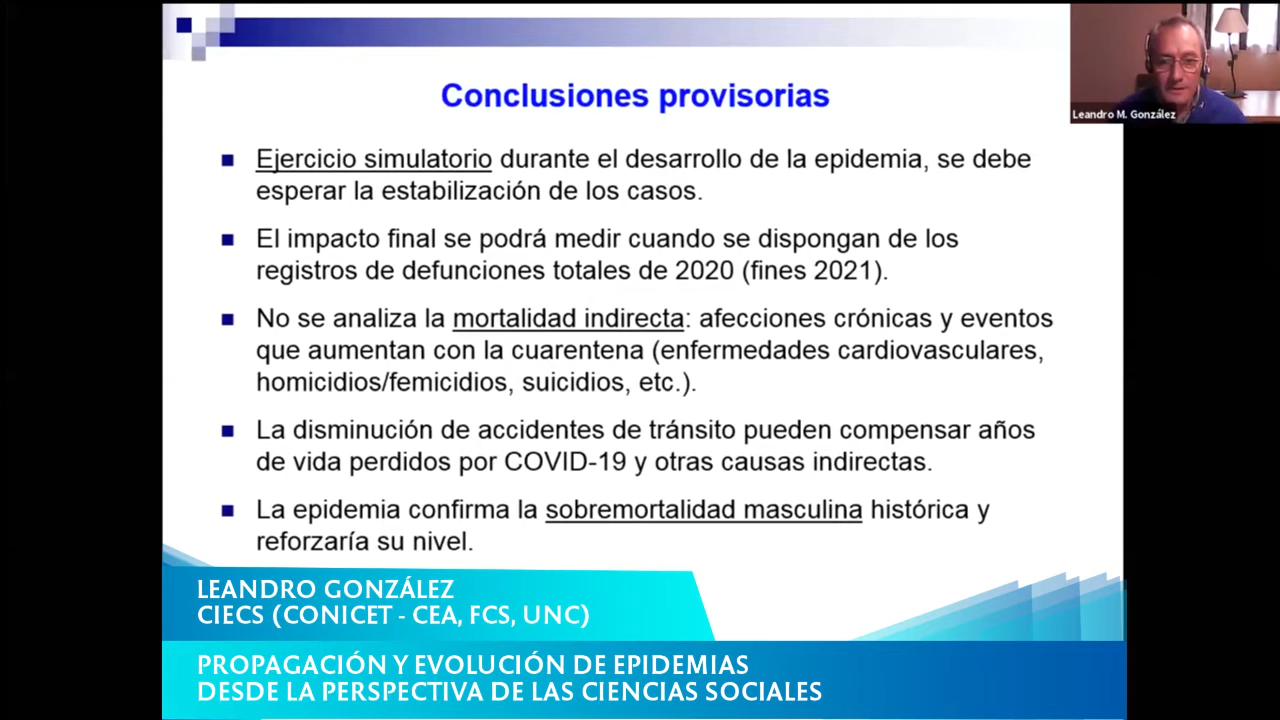 Conclusiones provisorias
Leandro M. González
Ejercicio simulatorio durante el desarrollo de la epidemia, se debe
esperar la estabilización de los casos.
El impacto final se podrá medir cuando se dispongan de los
registros de defunciones totales de 2020 (fines 2021).
No se analiza la mortalidad indirecta: afecciones crónicas y eventos
que aumentan con la cuarentena (enfermedades cardiovasculares,
homicidios/femicidios, suicidios, etc.).
La disminución de accidentes de tránsito pueden compensar años
de vida perdidos por COVID-19 y otras causas indirectas.
La epidemia confirma la sobremortalidad masculina histórica y
reforzaría su nivel.
LEANDRO GONZÁLEZ
CIECS (CONICET - CEA, FCS, UNC)
PROPAGACIÓN Y EVOLUCIÓN DE EPIDEMIAS
DESDE LA PERSPECTIVA DE LAS CIENCIAS SOCIALES